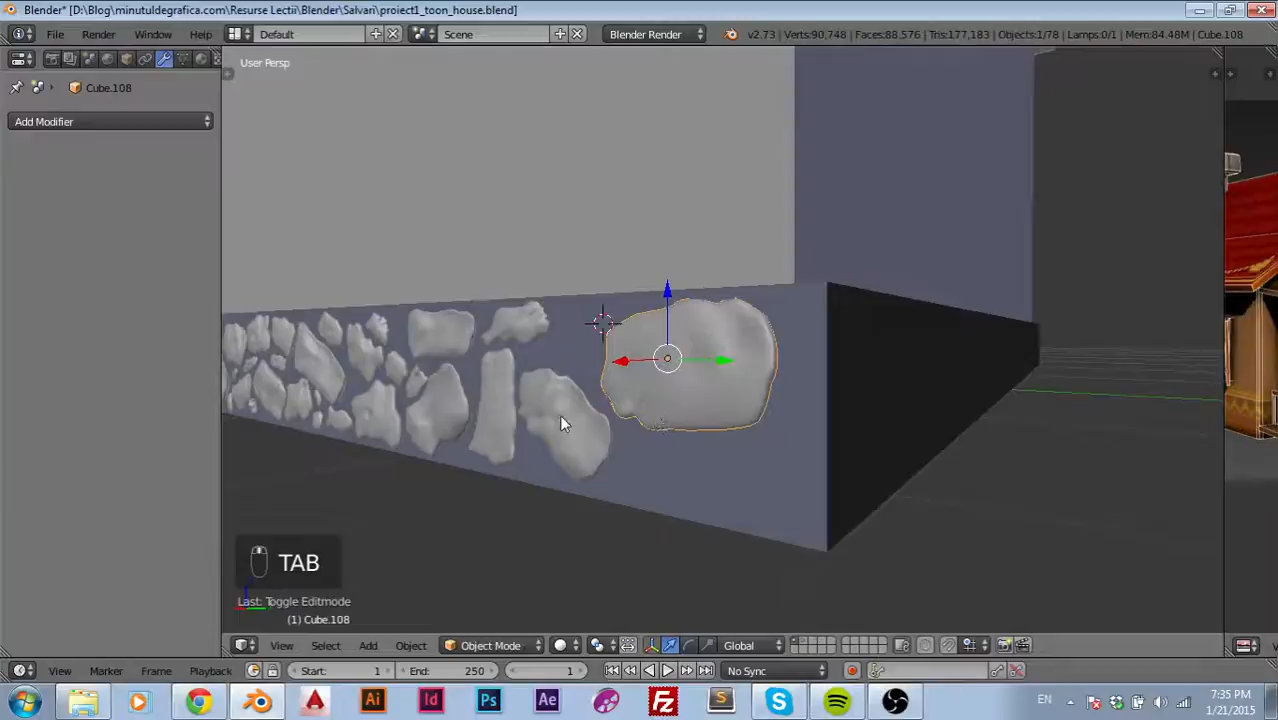 Blender* [D:\Blog\minutuldegrafica.com\Resurse Lectii\Blender\Salvari\proiect1_toon_house.blend]
File Render Window Help Default Scene Blender Render v2.73 | Verts:90,748 | Faces:88,576 | Tris:177,183 | Objects:1/78 | Lamps:0/1 | Mem:84.48M | Cube.108
User Persp
Cube.108
Add Modifier
TAB
Last: Toggle Editmode
(1) Cube.108
View Select Add Object Object Mode Global
View Marker Frame Playback Start: 1 End: 250 1 No Sync
Ai Id Ps Ae S
EN
7:35 PM
1/21/2015